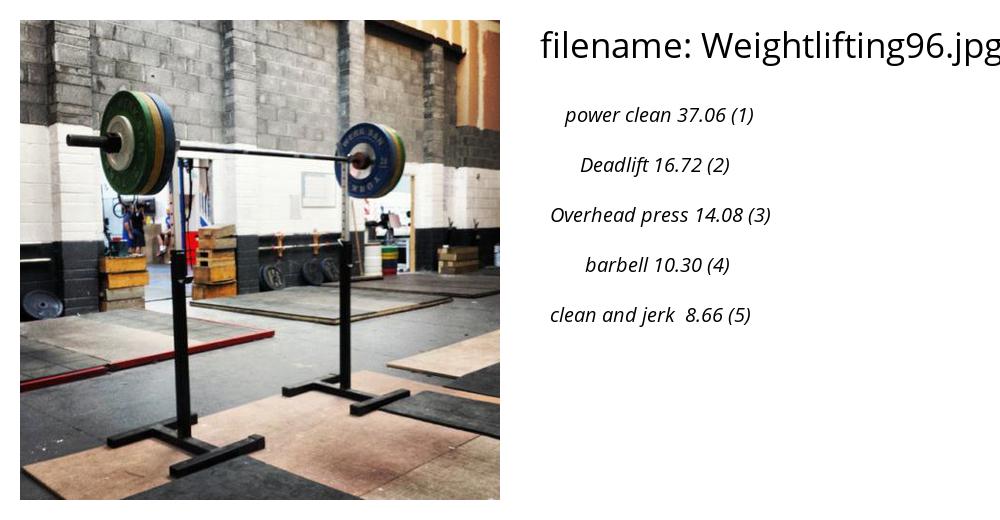 filename: Weightlifting96.jpg
power clean 37.06 (1)
Deadlift 16.72 (2)
Overhead press 14.08 (3)
barbell 10.30 (4)
clean and jerk  8.66 (5)
YORK